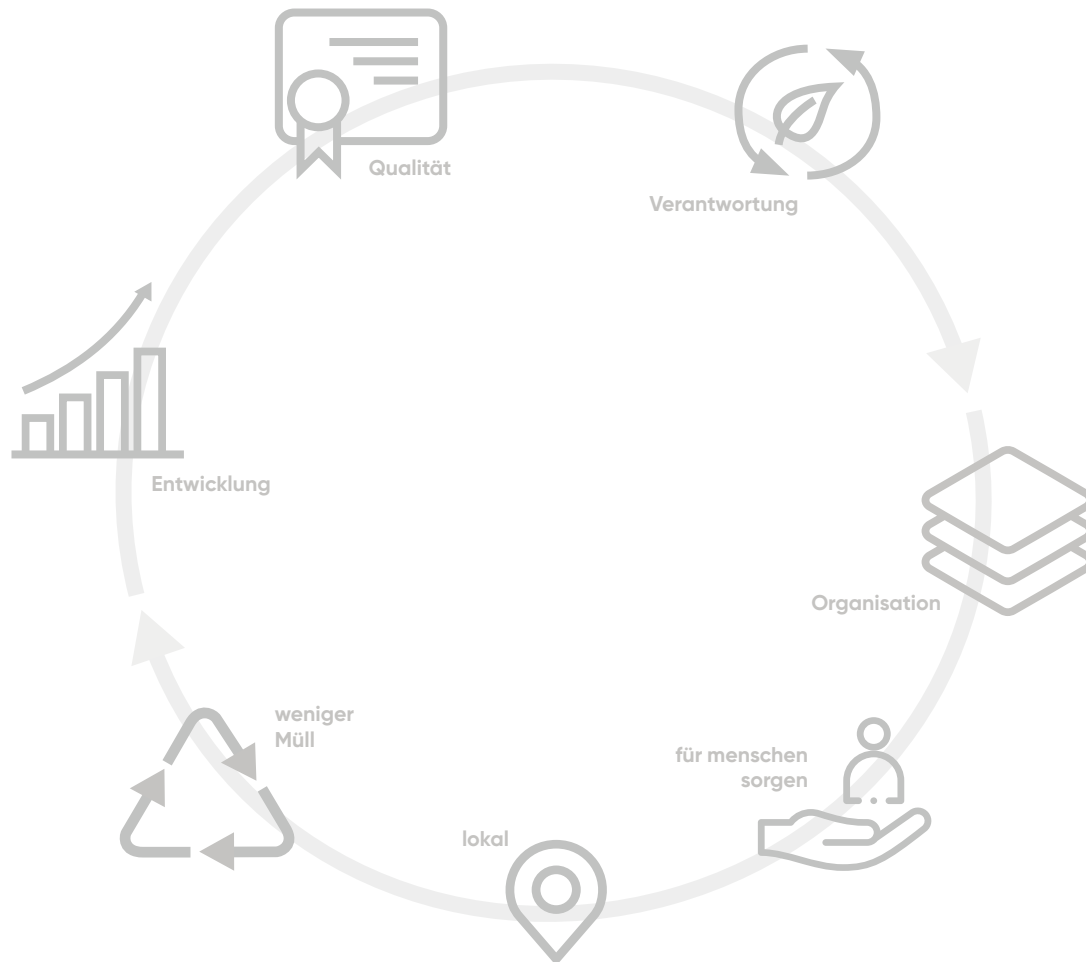 Qualität
Verantwortung
Entwicklung
Organisation
weniger
Müll
für menschen
sorgen
lokal